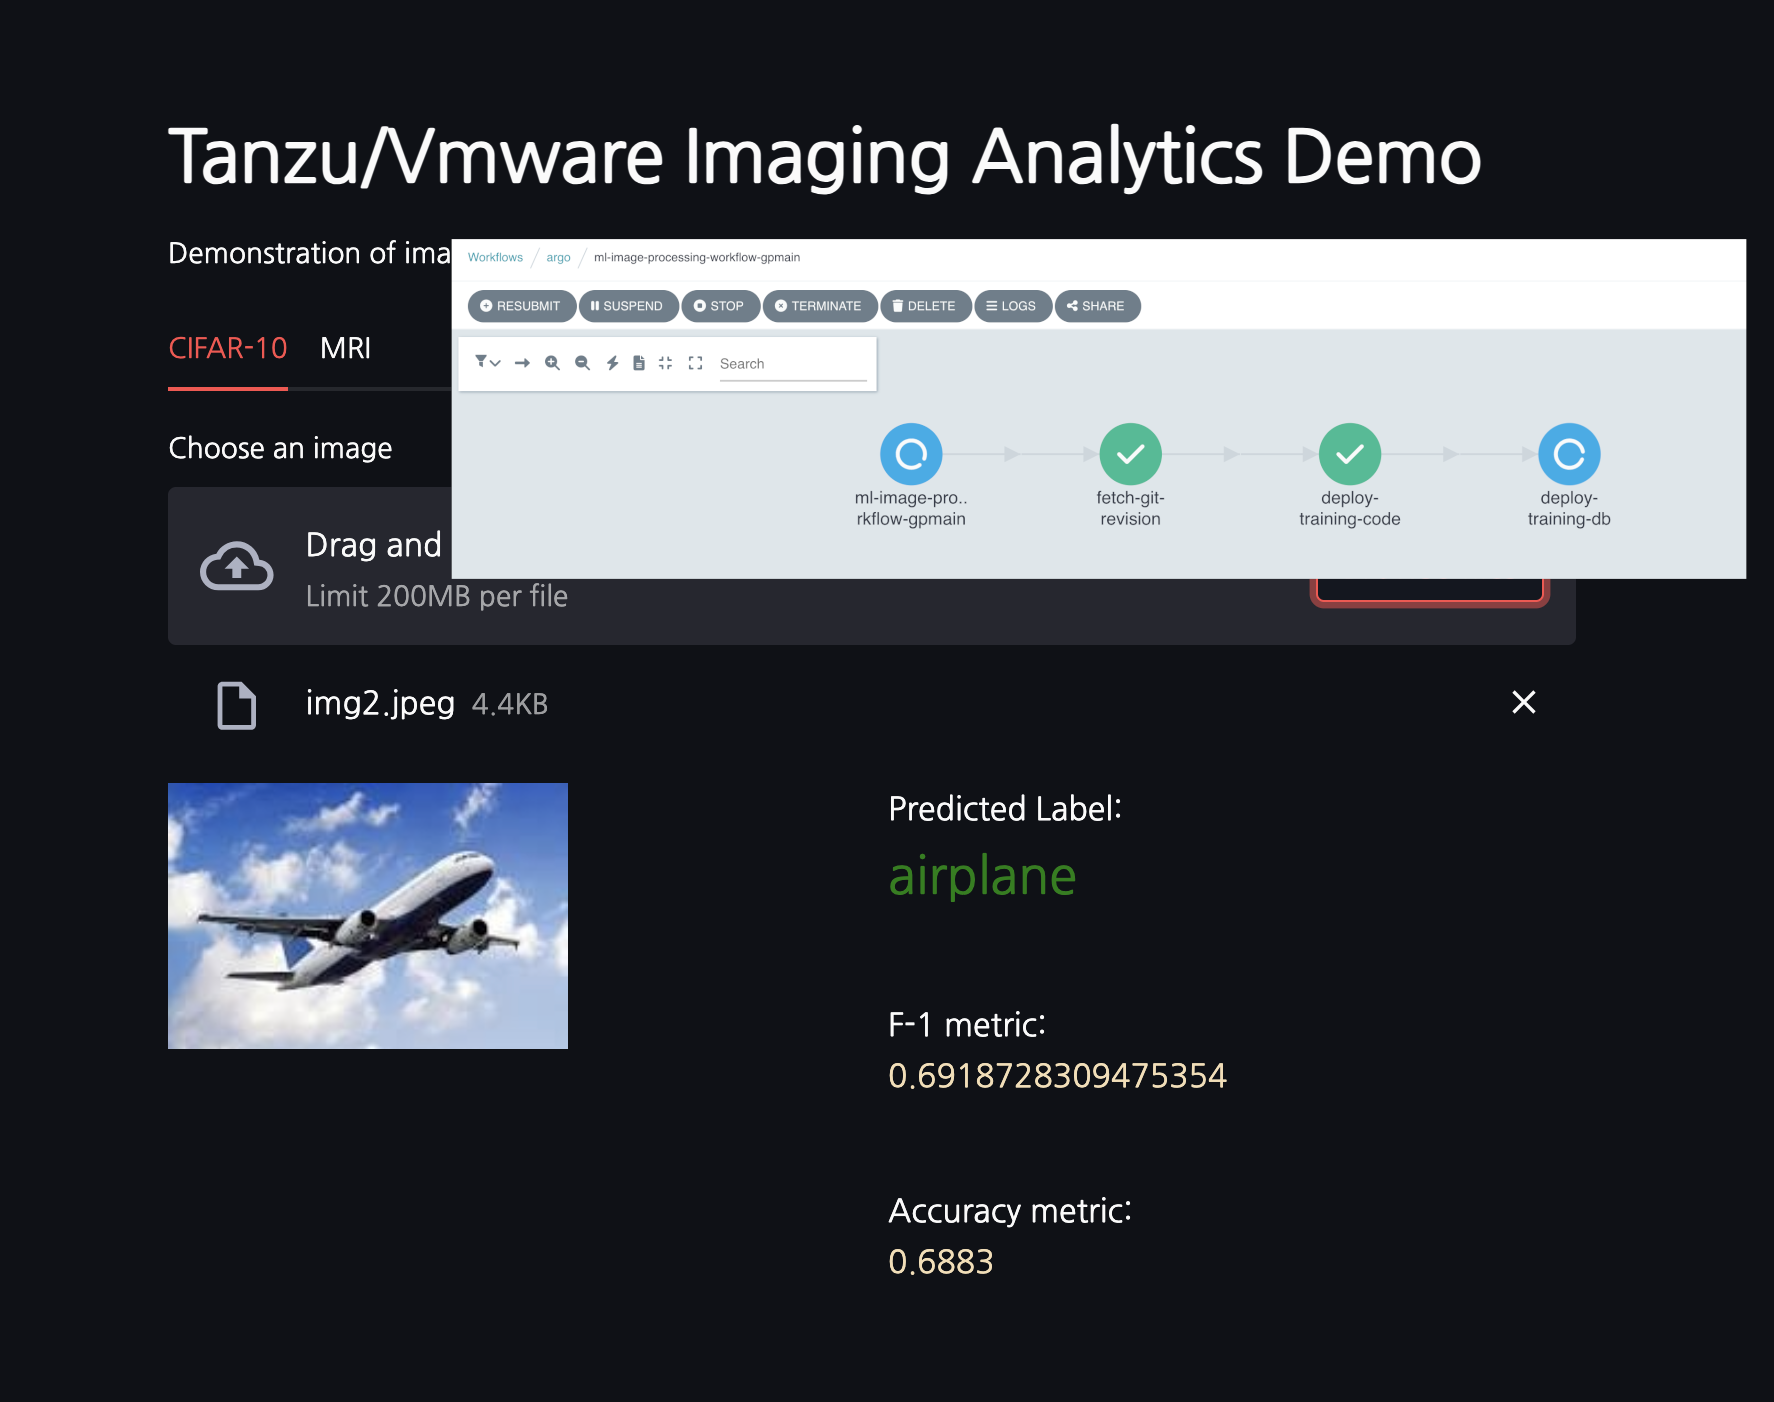 Tanzu/Vmware Imaging Analytics Demo
Demonstration of ima
Workflows / argo / ml-image-processing-workflow-gpmain
RESUBMIT SUSPEND STOP TERMINATE DELETE LOGS SHARE
Search
ml-image-pro..
rkflow-gpmain
fetch-git-
revision
deploy-
training-code
deploy-
training-db
CIFAR-10 MRI
Choose an image
Drag and
Limit 200MB per file
img2.jpeg 4.4KB
Predicted Label:
airplane
F-1 metric:
0.6918728309475354
Accuracy metric:
0.6883